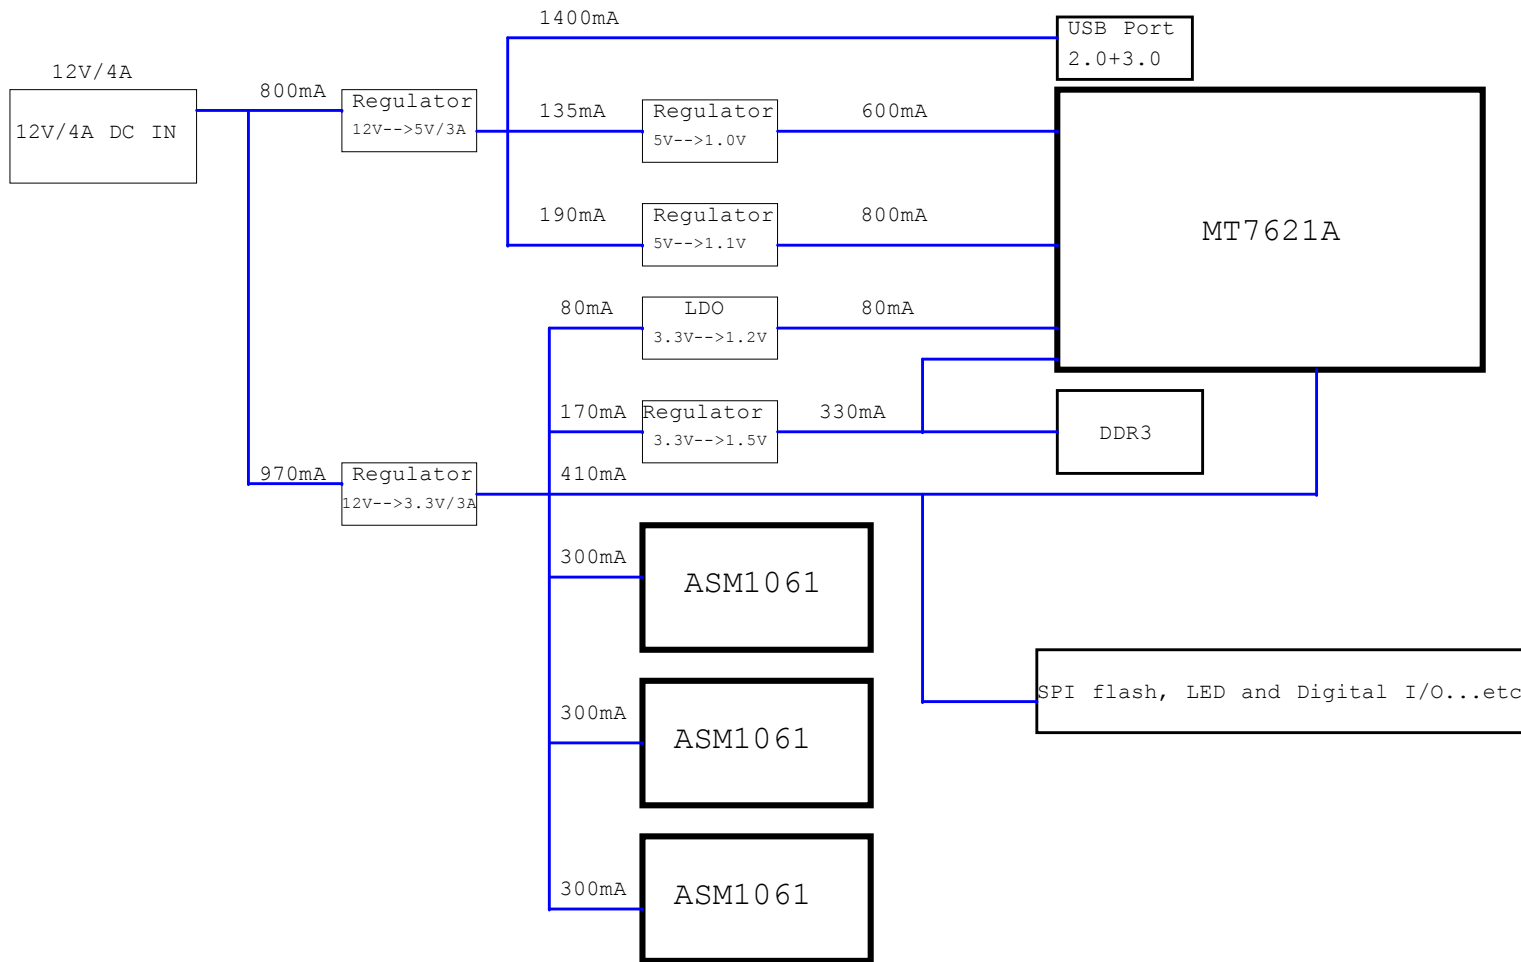 1400mA
USB Port
2.0+3.0
12V/4A
12V/4A DC IN
800mA
Regulator
12V-->5V/3A
135mA
Regulator
5V-->1.0V
600mA
190mA
Regulator
5V-->1.1V
800mA
MT7621A
80mA
LDO
3.3V-->1.2V
80mA
170mA
Regulator
3.3V-->1.5V
330mA
DDR3
970mA
Regulator
12V-->3.3V/3A
410mA
300mA
ASM1061
SPI flash, LED and Digital I/O...etc
300mA
ASM1061
300mA
ASM1061